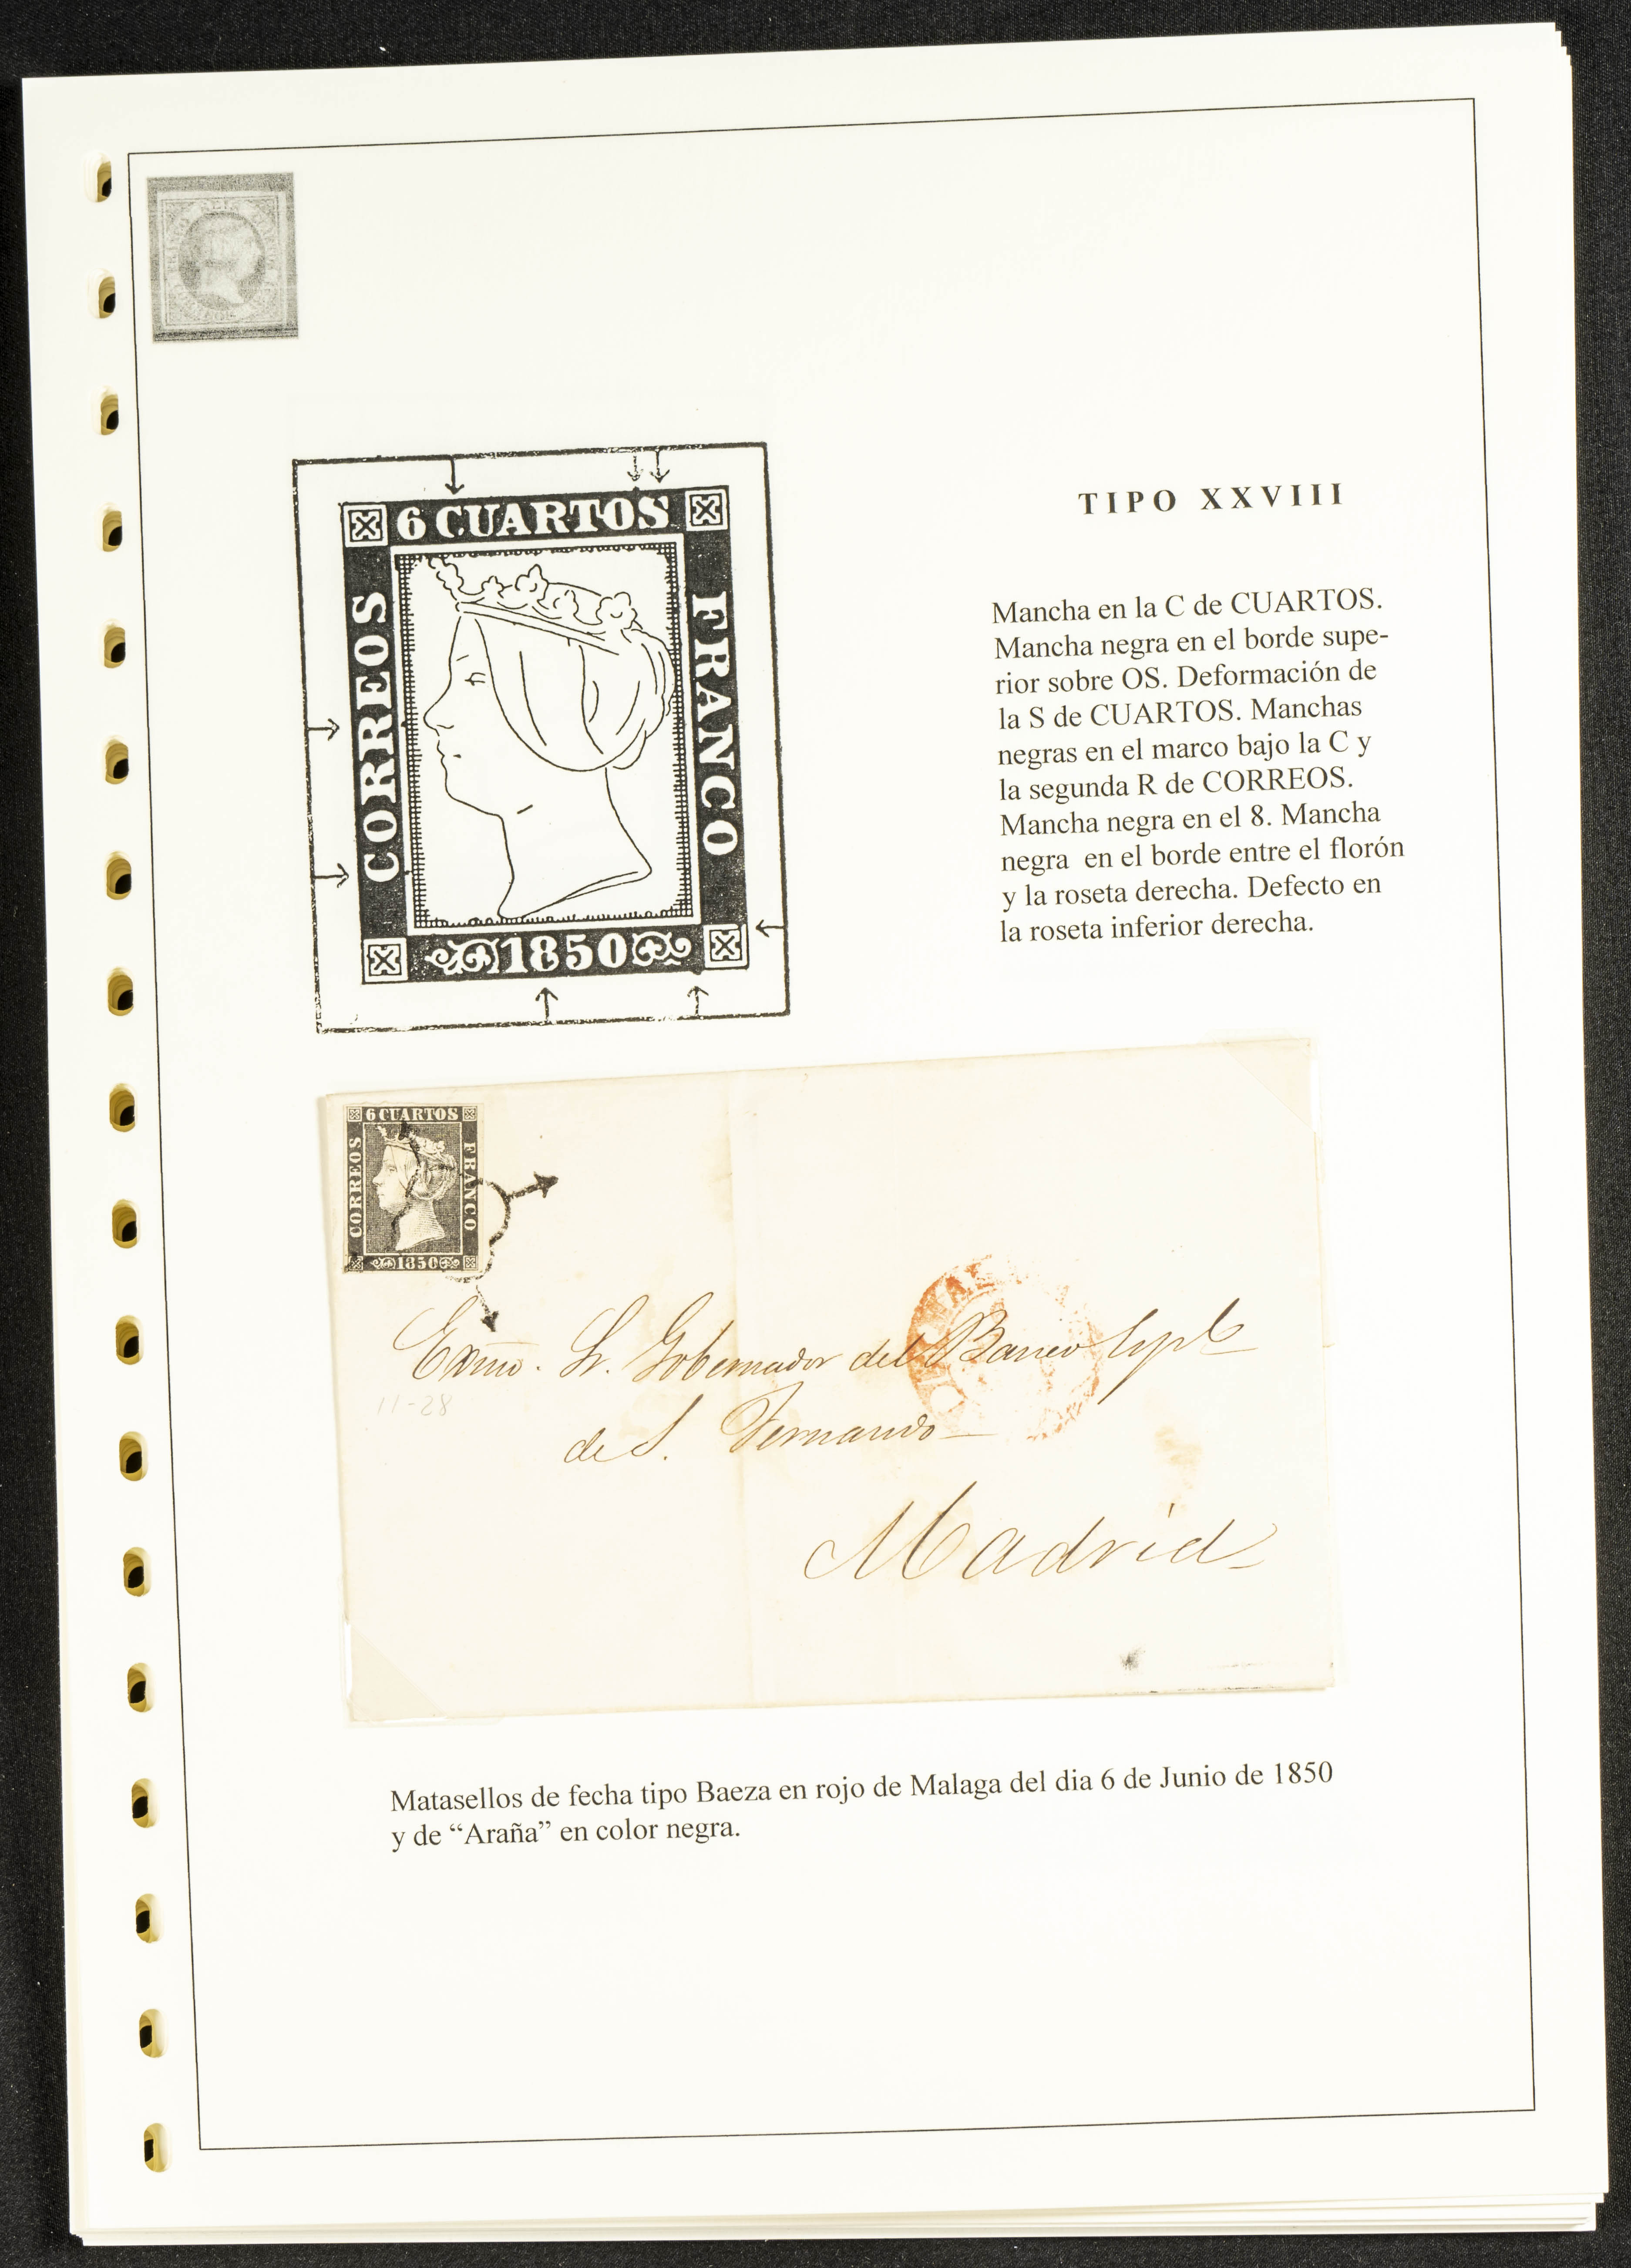 6 CUARTOS
CORREOS
FRANCO
1850
TIPO XXVIII
Mancha en la C de CUARTOS.
Mancha negra en el borde supe-
rior sobre OS. Deformación de
la S de CUARTOS. Manchas
negras en el marco bajo la C y
la segunda R de CORREOS.
Mancha negra en el 8. Mancha
negra en el borde entre el florón
y la roseta derecha. Defecto en
la roseta inferior derecha.
6 CUARTOS
CORREOS
FRANCO
1850
Exmo. Sr. Gobernador del Banco
11-28
de S. Fernando
Madrid
Matasellos de fecha tipo Baeza en rojo de Malaga del dia 6 de Junio de 1850
y de “Araña” en color negra.